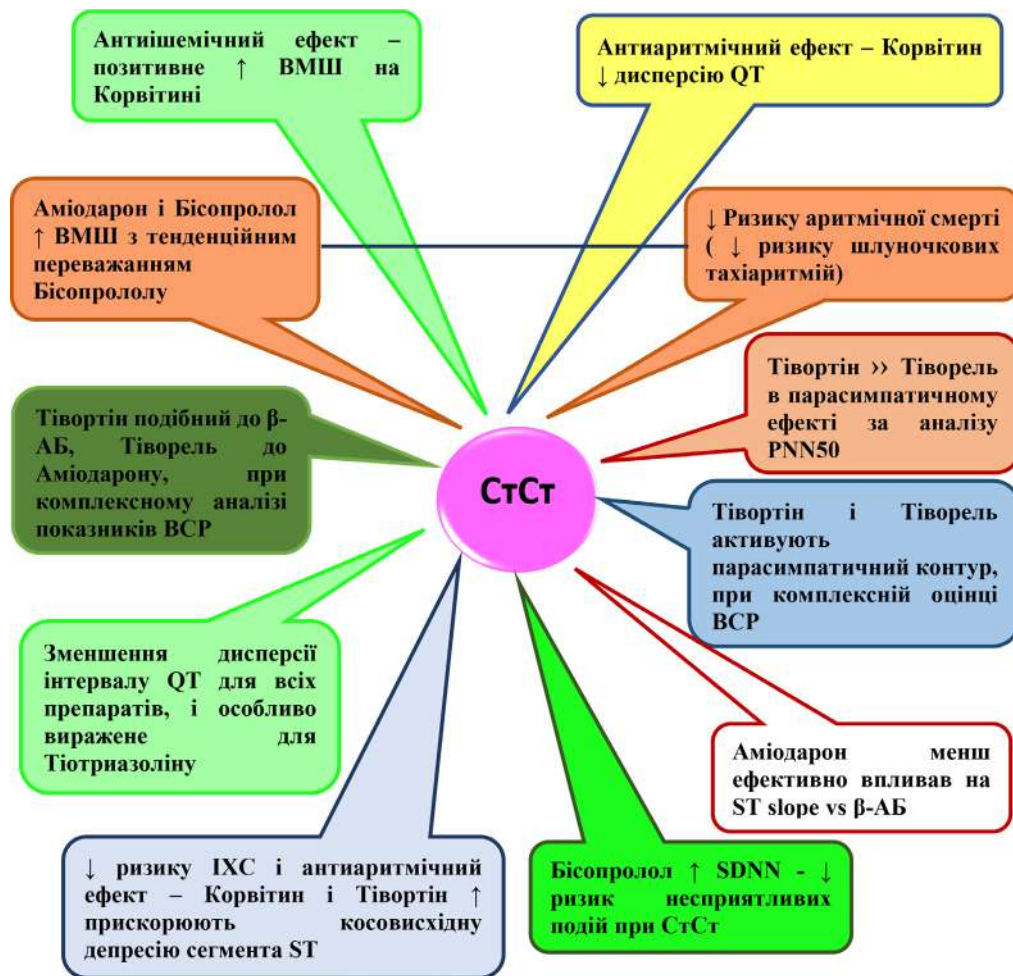 Антиішемічний ефект –
позитивне ↑ ВМШ на
Корвітині
Антиаритмічний ефект – Корвітин
↓ дисперсію QT
Аміодарон і Бісопролол
↑ ВМШ з тенденційним
переважанням
Бісопрололу
↓ Ризику аритмічної смерті
( ↓ ризику шлуночкових
тахіаритмій)
Тівортін ›› Тіворель
в парасимпатичному
ефекті за аналізу
PNN50
Тівортін подібний до β-
АБ, Тіворель до
Аміодарону, при
комплексному аналізі
показників ВСР
СтСт
Тівортін і Тіворель
активують
парасимпатичний контур,
при комплексній оцінці
ВСР
Зменшення дисперсії
інтервалу QT для всіх
препаратів, і особливо
виражене для
Тіотриазоліну
Аміодарон менш
ефективно впливав на
ST slope vs β-АБ
↓ ризику ІХС і антиаритмічний
ефект – Корвітин і Тівортін ↑
прискорюють косовисхідну
депресію сегмента ST
Бісопролол ↑ SDNN - ↓
ризик несприятливих
подій при СтСт